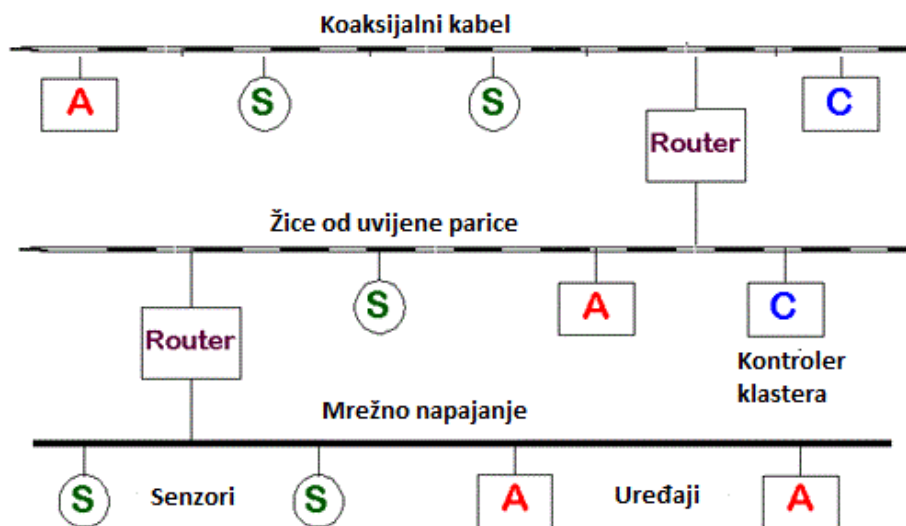 Koaksijalni kabel
A
S
S
C
Router
Žice od uvijene parice
S
A
C
Router
Kontroler
klastera
Mrežno napajanje
S
Senzori
S
A
Uređaji
A